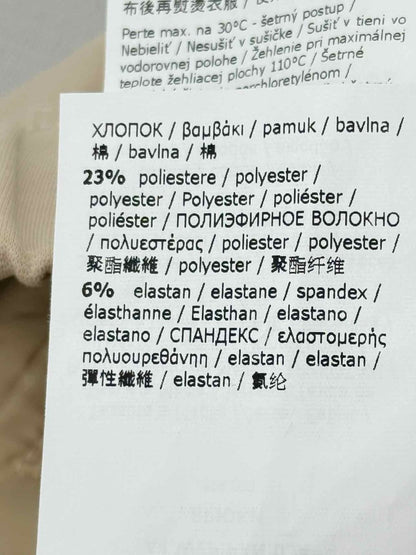 布後再熨燙衣服 /
Perte max. na 30°C - šetrný postup /
Nebieliť / Nesušiť v sušičke / Sušiť v tieni vo
vodorovnej polohe / Žehlenie pri maximálnej
teplote žehliacej plochy 110°C / Šetrné
perchloretylénom /
ХЛОПОК / βαμβάκι / pamuk / bavlna /
棉 / bavlna / 棉
23% poliestere / polyester /
polyester / Polyester / poliéster /
poliéster / ПОЛИЭФИРНОЕ ВОЛОКНО
/ πολυεστέρας / poliester / polyester /
聚酯纖維 / polyester / 聚酯纤维
6% elastan / elastane / spandex /
élasthanne / Elasthan / elastano /
elastano / СПАНДЕКС / ελαστομερής
πολυουρεθάνηη / elastan / elastan /
彈性纖維 / elastan / 氨纶